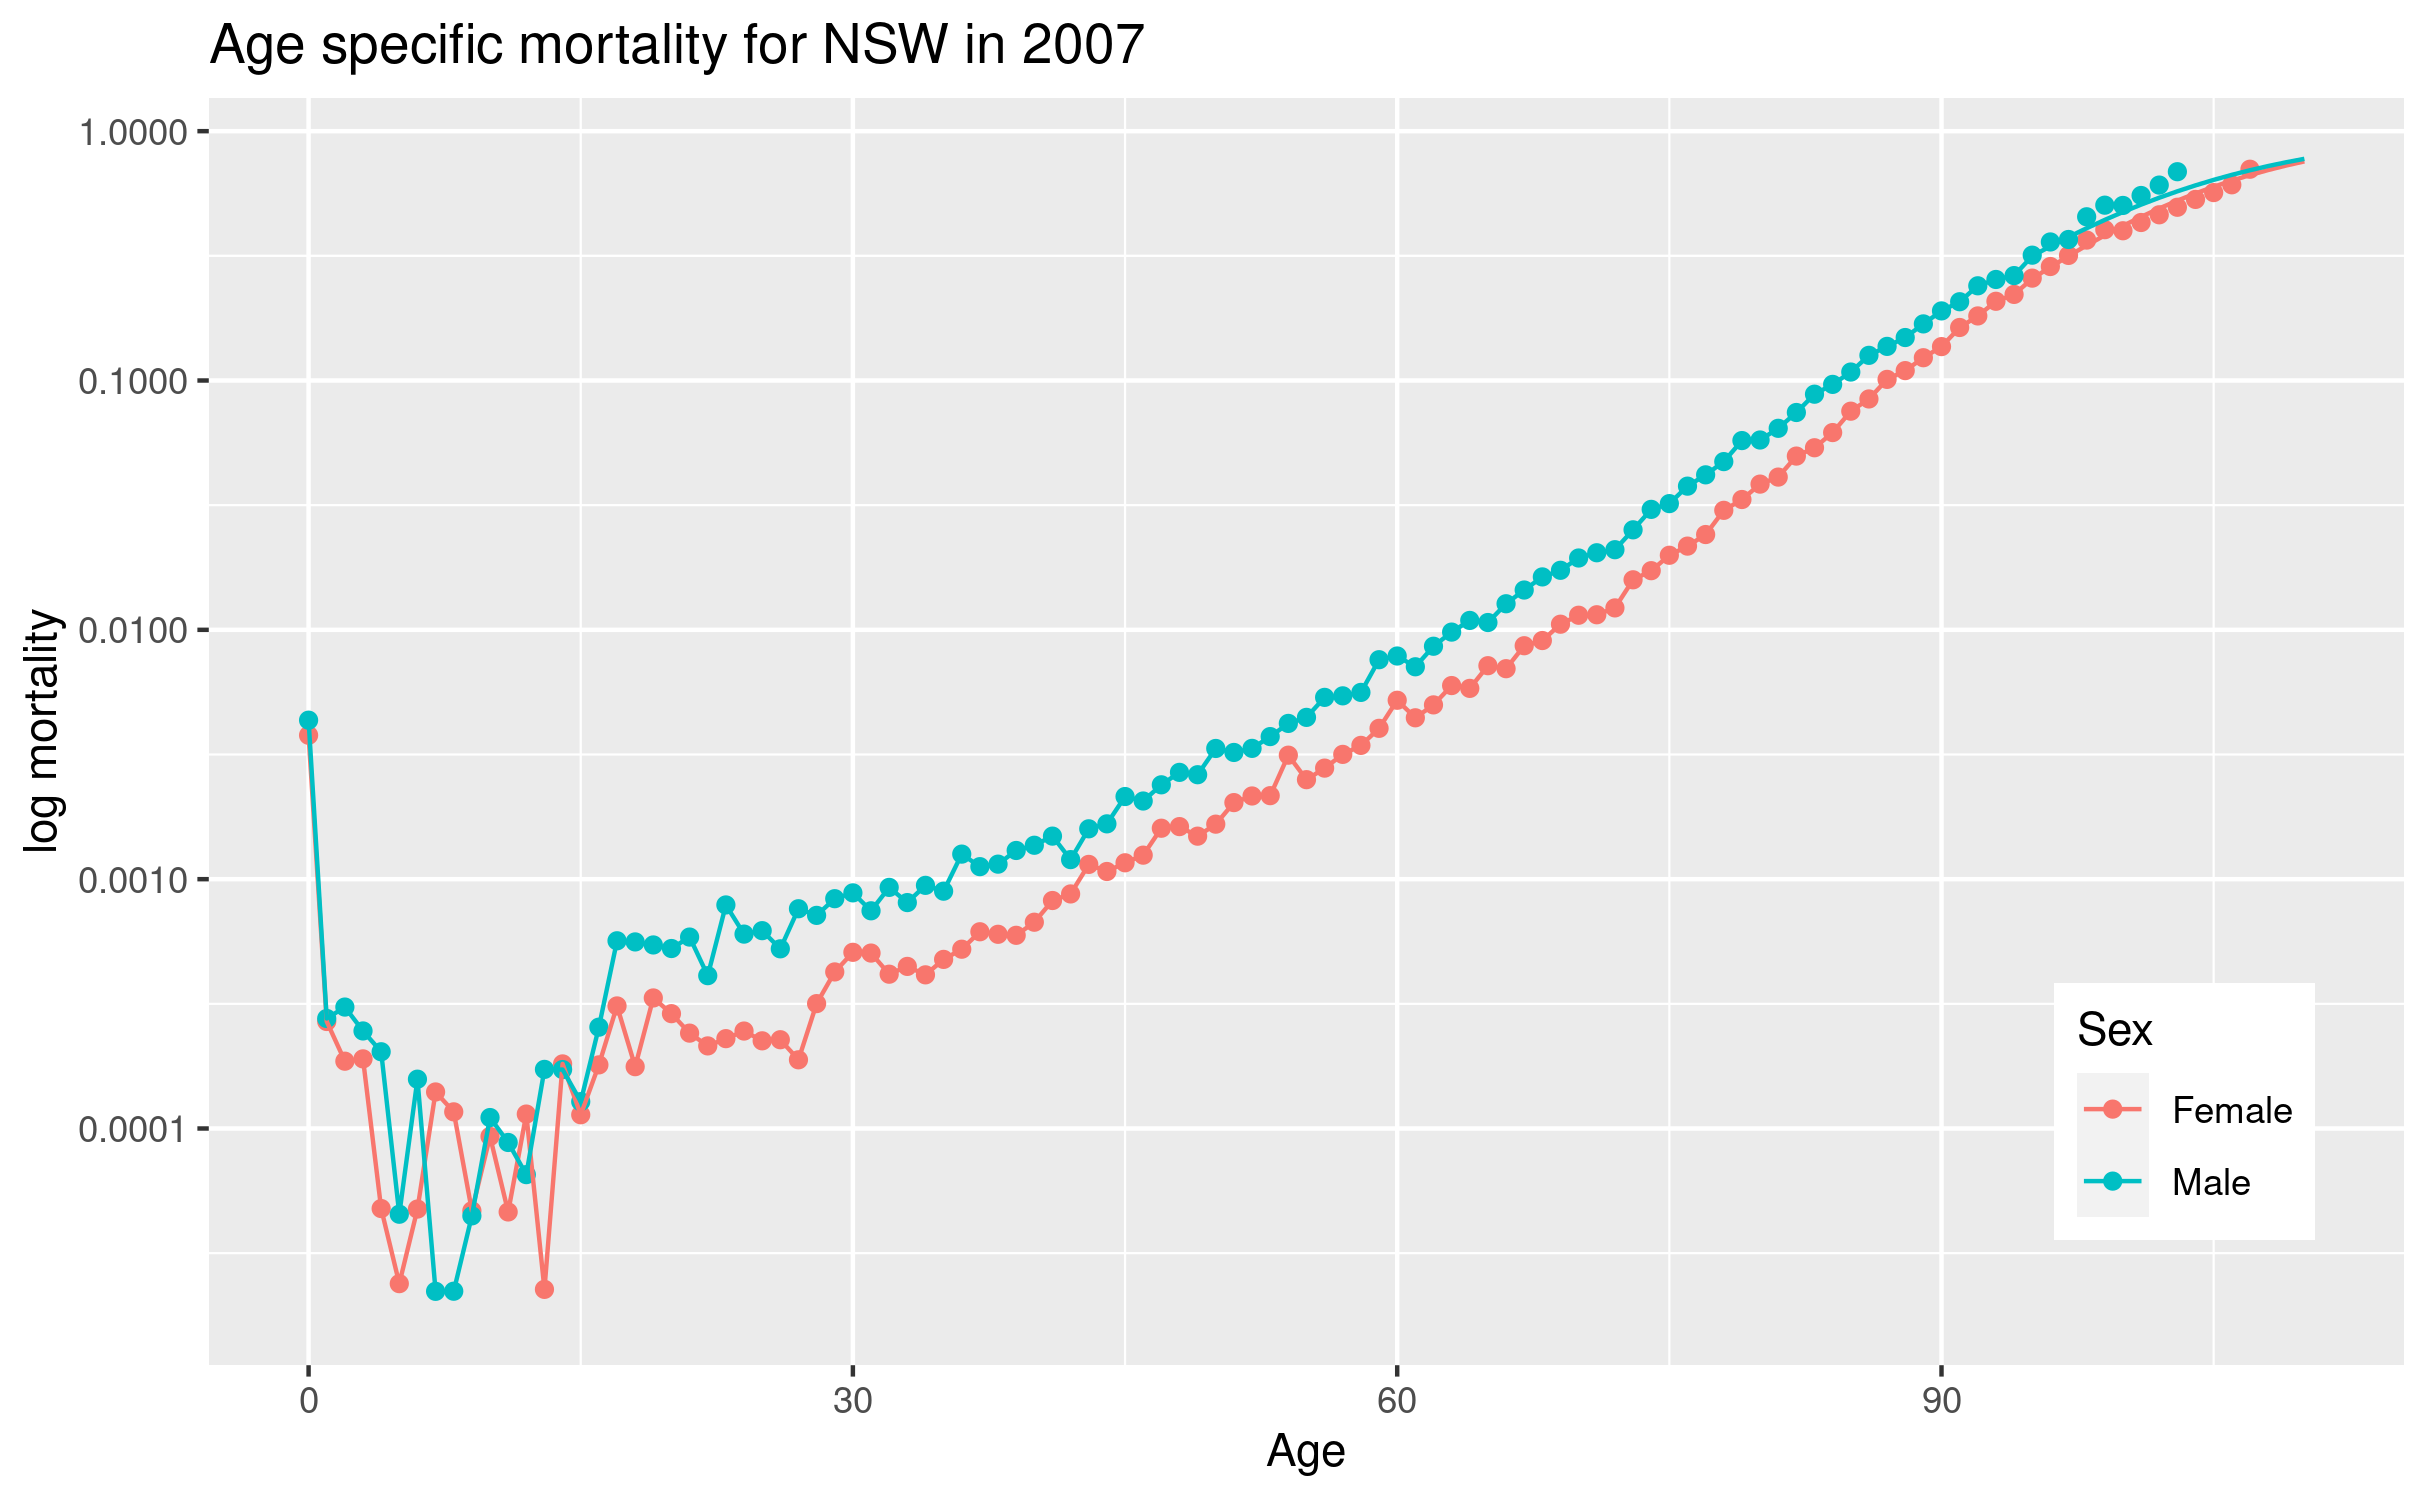 Age specific mortality for NSW in 2007
1.0000
0.1000
0.0100
0.0010
0.0001
log mortality
0
30
60
90
Age
Sex
Female
Male